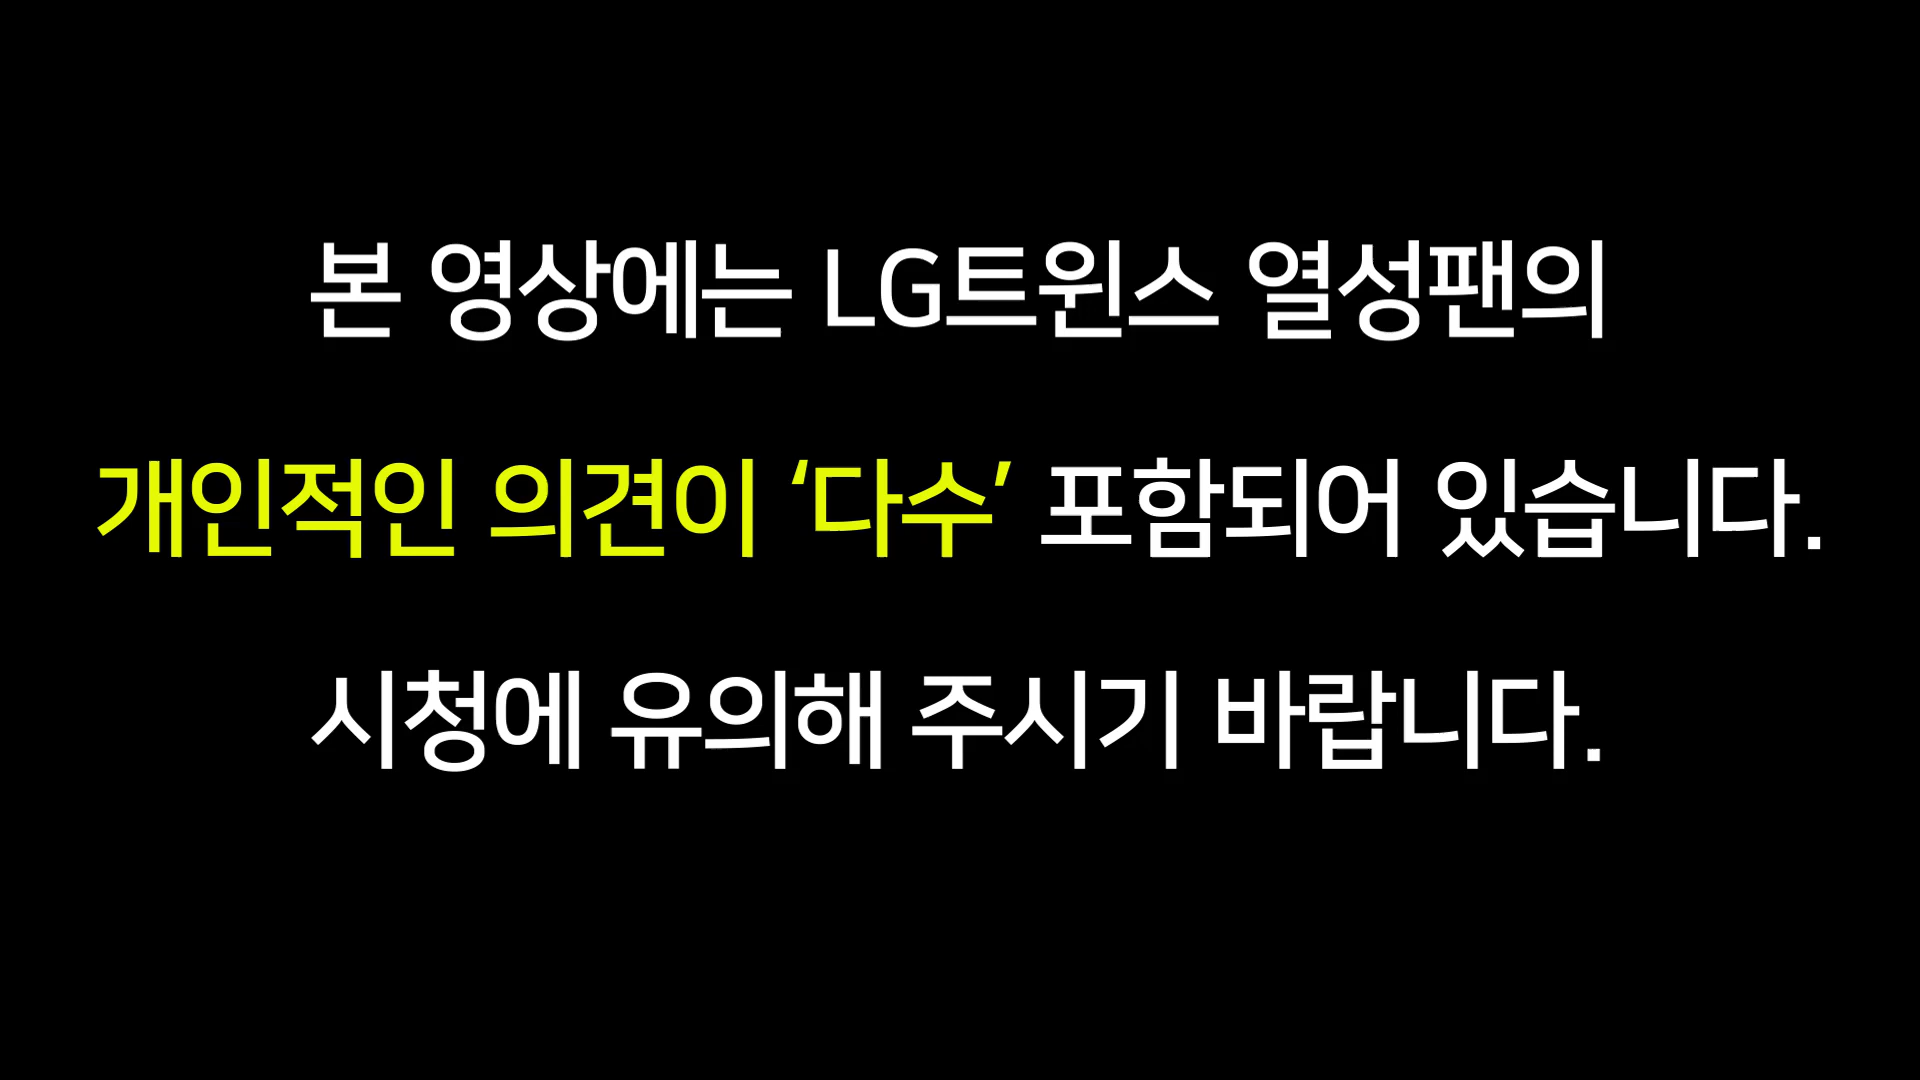 본 영상에는 LG트윈스 열성팬의
개인적인 의견이 ‘다수’ 포함되어 있습니다.
시청에 유의해 주시기 바랍니다.